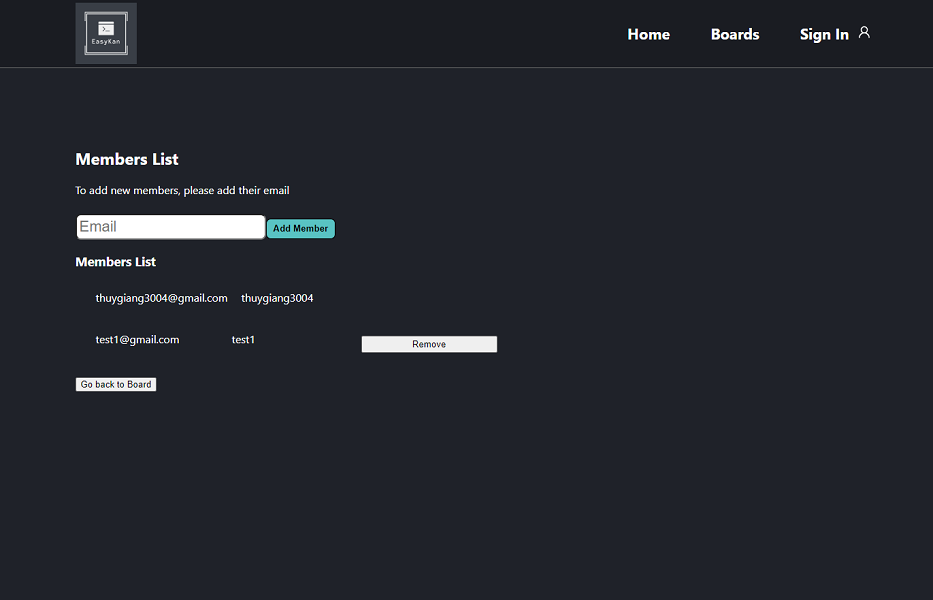 EasyKan
Home Boards Sign In
Members List
To add new members, please add their email
Email Add Member
Members List
thuygiang3004@gmail.com thuygiang3004
test1@gmail.com test1 Remove
Go back to Board